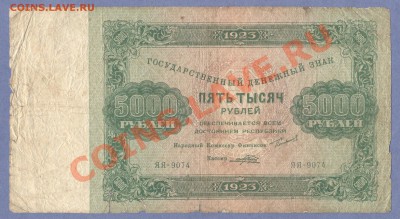 COINS.LAVE.RU
1923
ГОСУДАРСТВЕННЫЙ ДЕНЕЖНЫЙ ЗНАК
5000
РУБЛЕЙ
ПЯТЬ ТЫСЯЧ
РУБЛЕЙ
5000
РУБЛЕЙ
ОБЕСПЕЧИВАЕТСЯ ВСЕМ
ДОСТОЯНИЕМ РЕСПУБЛИКИ
Народный Комиссар Финансов
Кассир
ЯЯ-9074
ЯЯ-9074
1923
COINS.LAVE.RU